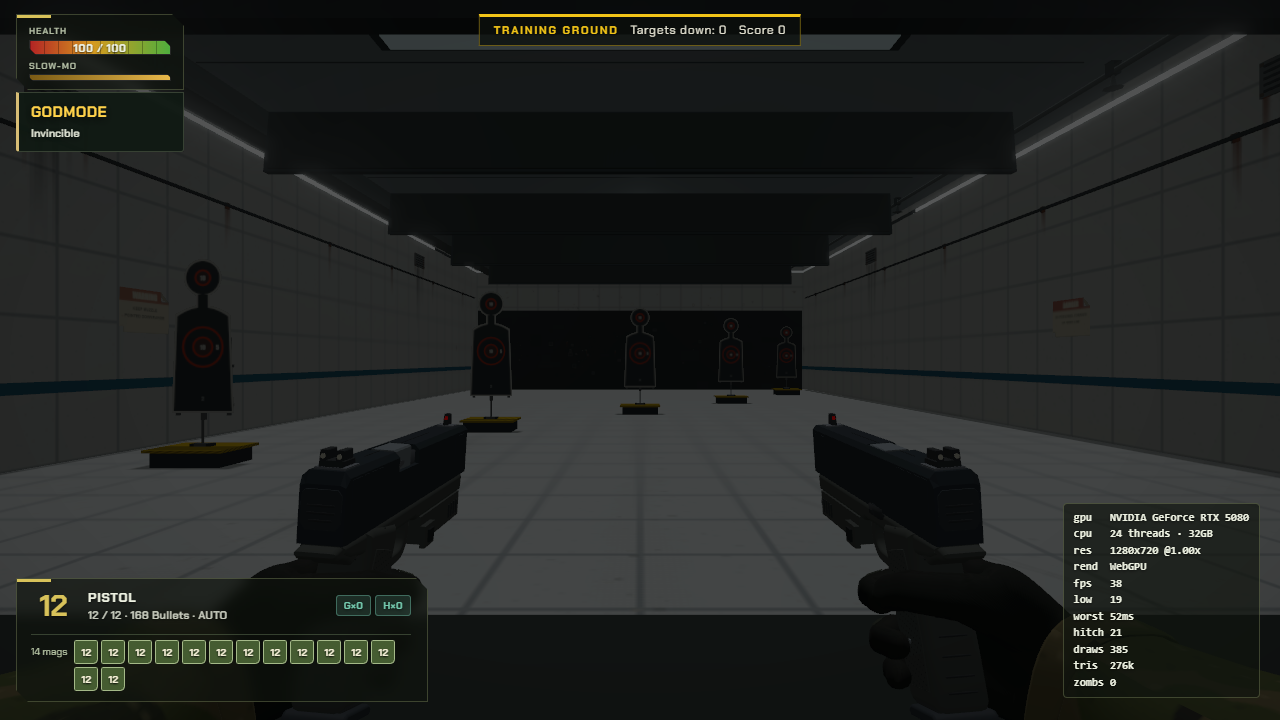 HEALTH
100 / 100
SLOW-MO
GODMODE
Invincible
TRAINING GROUND Targets down: 0 Score 0
12 PISTOL
12 / 12 · 168 Bullets · AUTO
G×0 H×0
14 mags 12 12 12 12 12 12 12 12 12 12 12 12
12 12
gpu NVIDIA GeForce RTX 5080
cpu 24 threads · 32GB
res 1280x720 @1.00x
rend WebGPU
fps 38
low 19
worst 52ms
hitch 21
draws 385
tris 276k
zombs 0